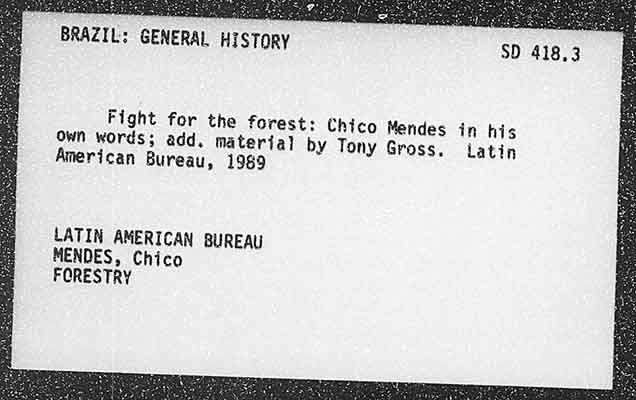 BRAZIL: GENERAL HISTORY
SD 418.3
Fight for the forest: Chico Mendes in his
own words; add. material by Tony Gross. Latin
American Bureau, 1989
LATIN AMERICAN BUREAU
MENDES, Chico
FORESTRY